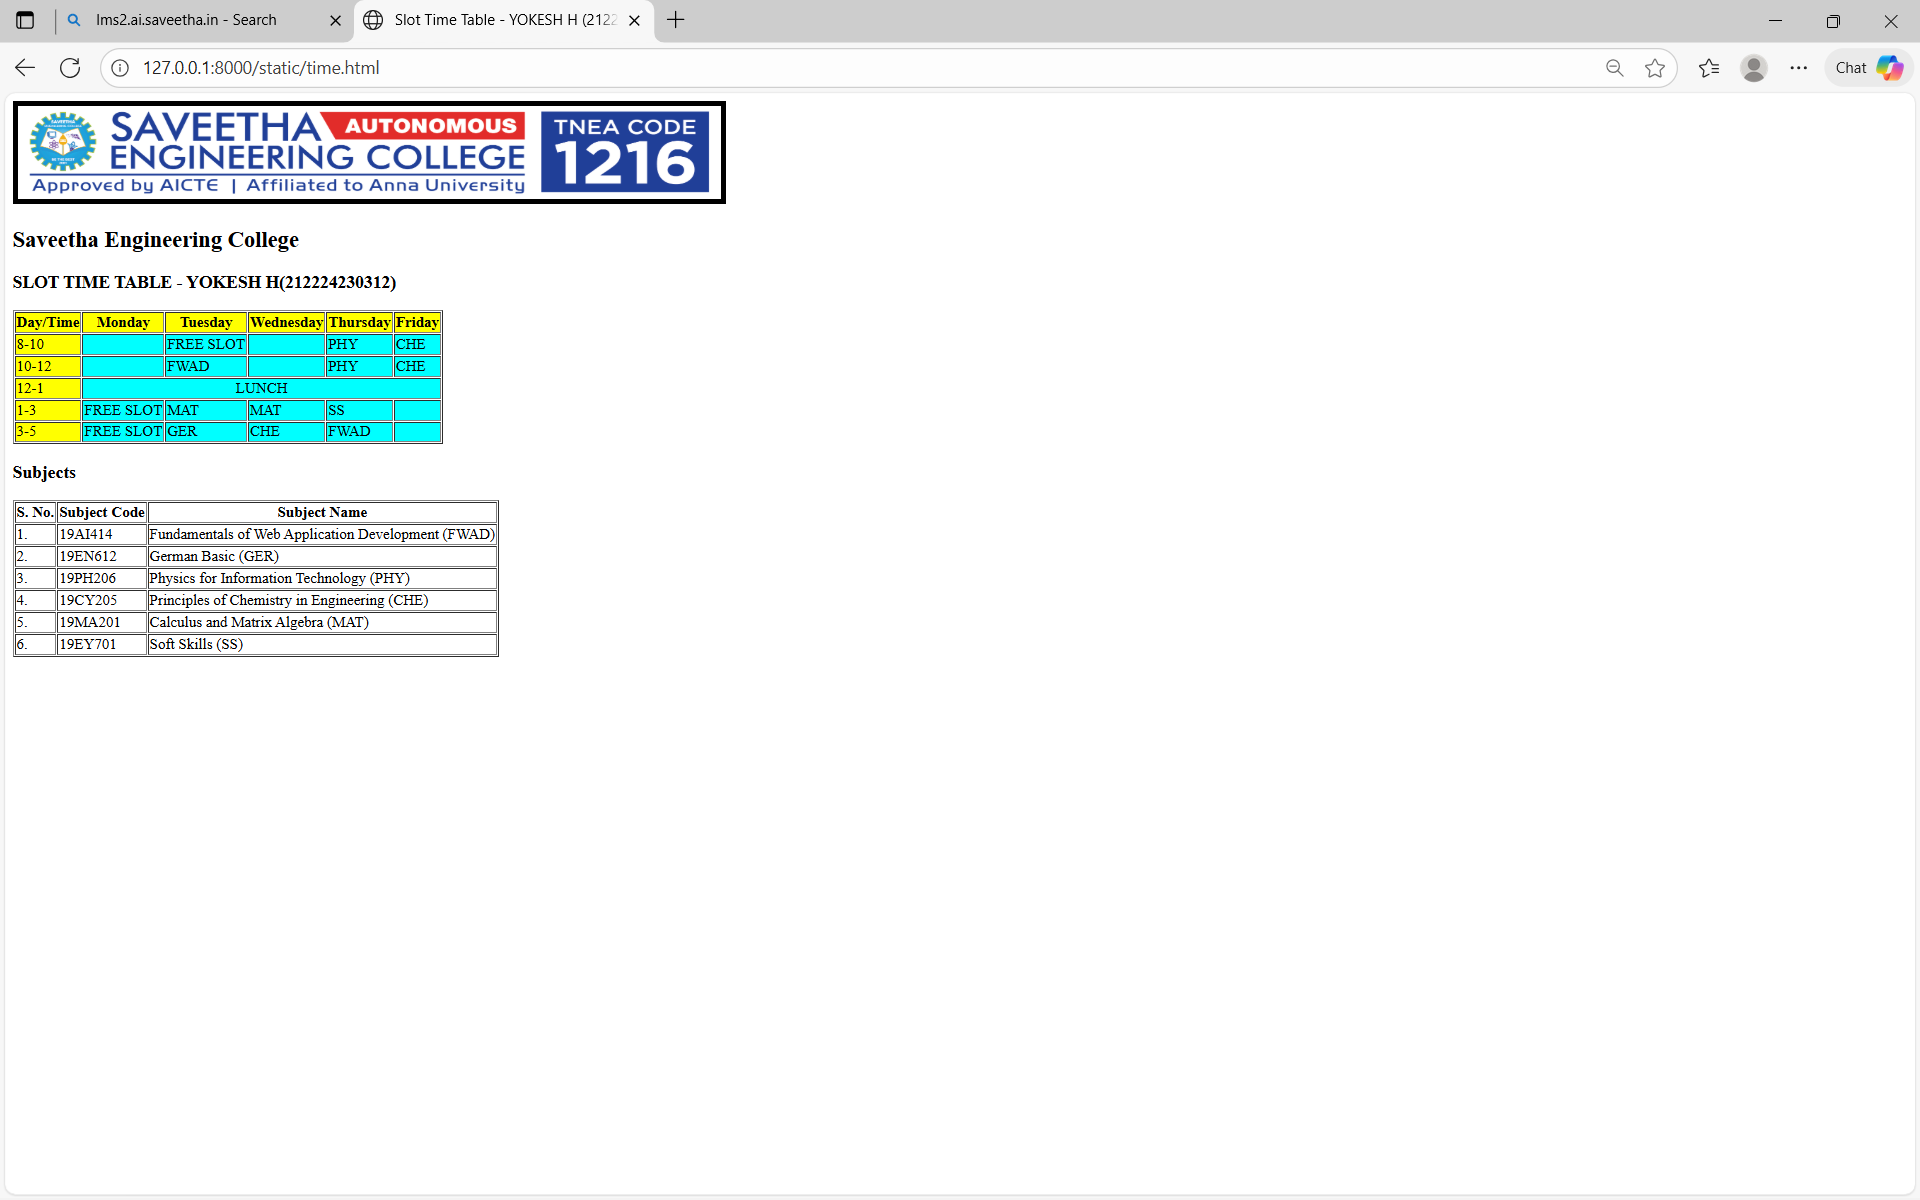 lms2.ai.saveetha.in - Search
Slot Time Table - YOKESH H (2122
127.0.0.1:8000/static/time.html
Chat
SAVEETHA AUTONOMOUS
ENGINEERING COLLEGE
Approved by AICTE | Affiliated to Anna University
TNEA CODE
1216
Saveetha Engineering College
SLOT TIME TABLE - YOKESH H(212224230312)
Day/Time Monday Tuesday Wednesday Thursday Friday
8-10 FREE SLOT PHY CHE
10-12 FWAD PHY CHE
12-1 LUNCH
1-3 FREE SLOT MAT MAT SS
3-5 FREE SLOT GER CHE FWAD
Subjects
S. No. Subject Code Subject Name
1. 19AI414 Fundamentals of Web Application Development (FWAD)
2. 19EN612 German Basic (GER)
3. 19PH206 Physics for Information Technology (PHY)
4. 19CY205 Principles of Chemistry in Engineering (CHE)
5. 19MA201 Calculus and Matrix Algebra (MAT)
6. 19EY701 Soft Skills (SS)